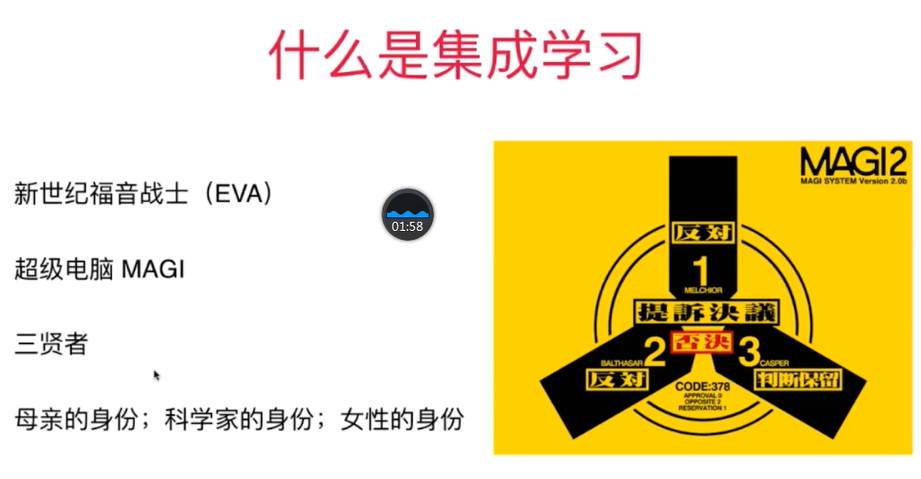 什么是集成学习
新世纪福音战士（EVA）
超级电脑 MAGI
三贤者
母亲的身份；科学家的身份；女性的身份
01:58
MAGI2
MAGI SYSTEM Version 2.0b
反対
1
MELCHIOR
提訴決議
否決
BALTHASAR 2
反対
3 CASPER
判断保留
CODE:378
APPROVAL 0
OPPOSITE 2
RESERVATION 1